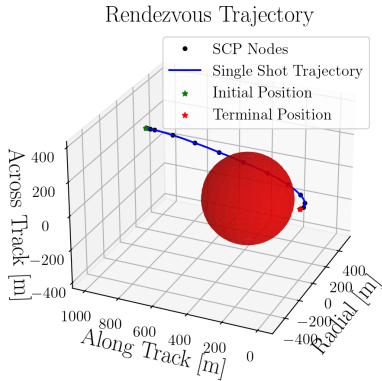 Rendezvous Trajectory
SCP Nodes
Single Shot Trajectory
Initial Position
Terminal Position
400
200
0
−200
−400
Across Track [m]
1000
800
600
400
200
0
Along Track [m]
400
200
0
−200
−400
Radial [m]